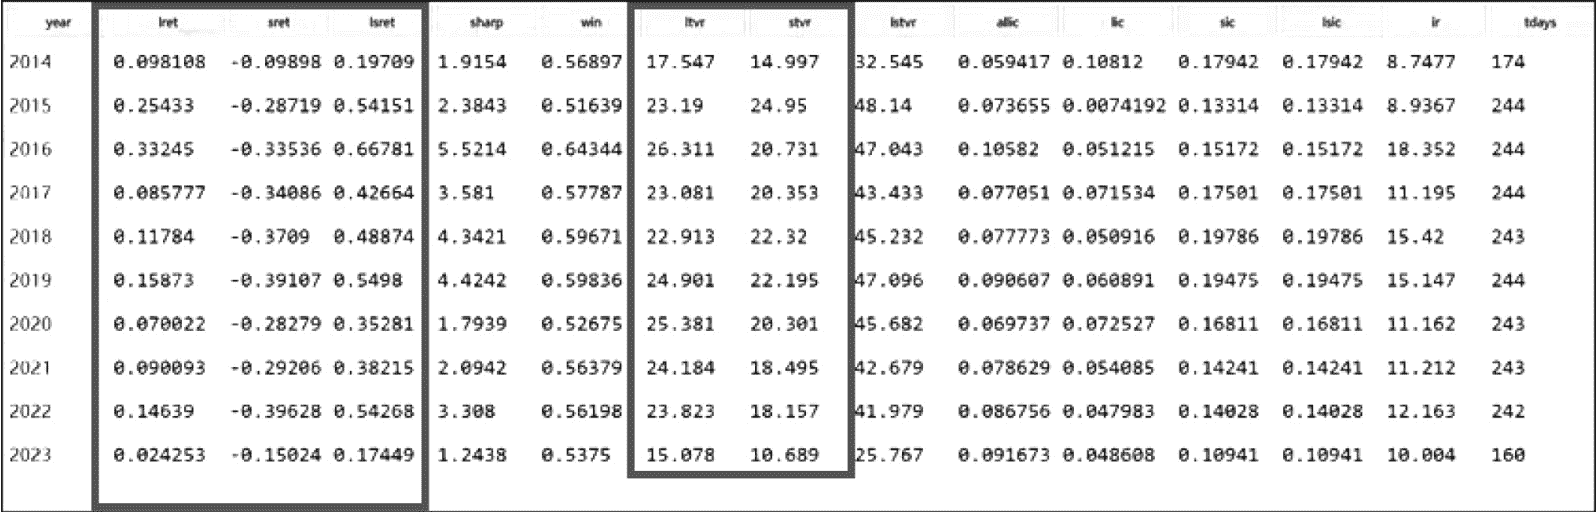 year lret sret lsret sharp win ltvr stvr lstvr allic lic sic lsic ir tdays
2014 0.098108 -0.09898 0.19709 1.9154 0.56897 17.547 14.997 32.545 0.059417 0.10812 0.17942 0.17942 8.7477 174
2015 0.25433 -0.28719 0.54151 2.3843 0.51639 23.19 24.95 48.14 0.073655 0.0074192 0.13314 0.13314 8.9367 244
2016 0.33245 -0.33536 0.66781 5.5214 0.64344 26.311 20.731 47.043 0.10582 0.051215 0.15172 0.15172 18.352 244
2017 0.085777 -0.34086 0.42664 3.581 0.57787 23.081 20.353 43.433 0.077051 0.071534 0.17501 0.17501 11.195 244
2018 0.11784 -0.3709 0.48874 4.3421 0.59671 22.913 22.32 45.232 0.077773 0.050916 0.19786 0.19786 15.42 243
2019 0.15873 -0.39107 0.5498 4.4242 0.59836 24.901 22.195 47.096 0.090607 0.060891 0.19475 0.19475 15.147 244
2020 0.070022 -0.28279 0.35281 1.7939 0.52675 25.381 20.301 45.682 0.069737 0.072527 0.16811 0.16811 11.162 243
2021 0.090093 -0.29206 0.38215 2.0942 0.56379 24.184 18.495 42.679 0.078629 0.054085 0.14241 0.14241 11.212 243
2022 0.14639 -0.39628 0.54268 3.308 0.56198 23.823 18.157 41.979 0.086756 0.047983 0.14028 0.14028 12.163 242
2023 0.024253 -0.15024 0.17449 1.2438 0.5375 15.078 10.689 25.767 0.091673 0.048608 0.10941 0.10941 10.004 160